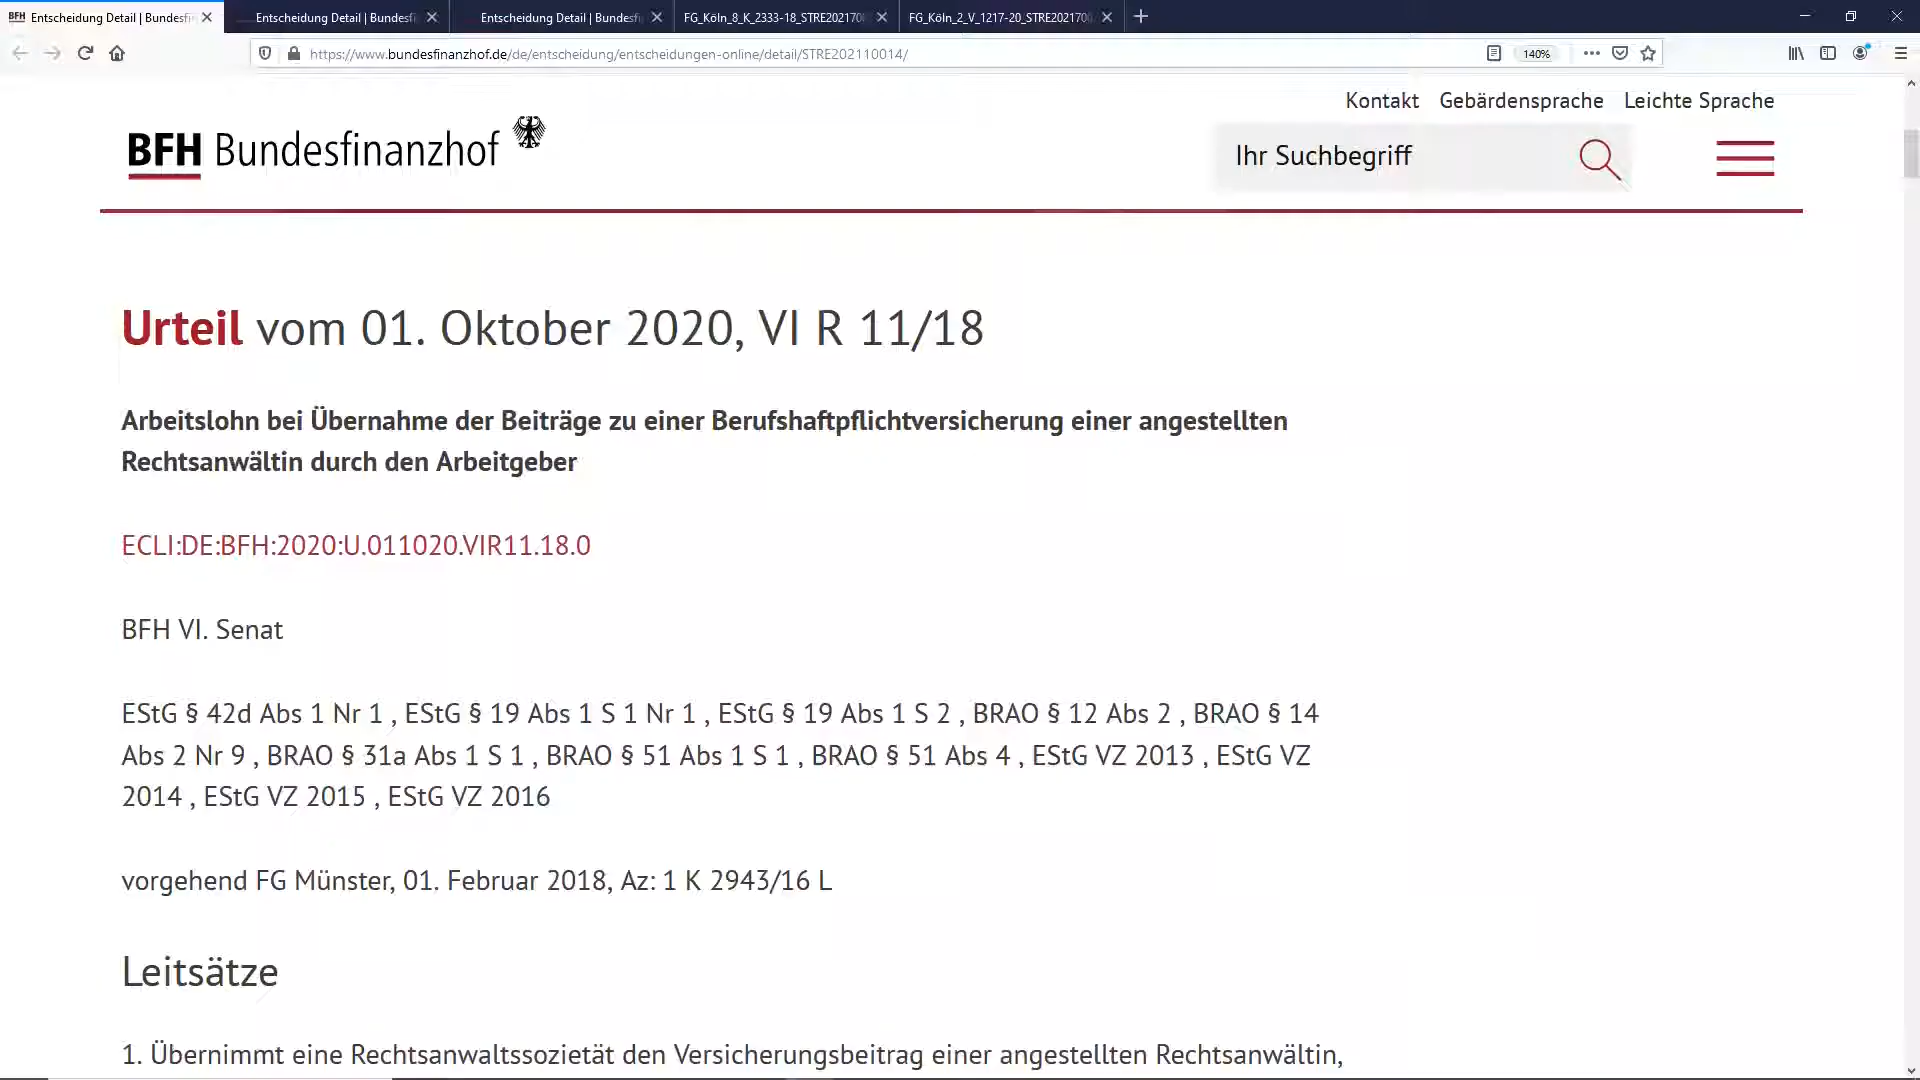 BFH Entscheidung Detail | Bundesfi
Entscheidung Detail | Bundesfi
Entscheidung Detail | Bundesfi
FG_Köln_8_K_2333-18_STRE2021700
FG_Köln_2_V_1217-20_STRE2021700
https://www.bundesfinanzhof.de/de/entscheidung/entscheidungen-online/detail/STRE202110014/
140%
Kontakt Gebärdensprache Leichte Sprache
BFH Bundesfinanzhof
Ihr Suchbegriff
Urteil vom 01. Oktober 2020, VI R 11/18
Arbeitslohn bei Übernahme der Beiträge zu einer Berufshaftpflichtversicherung einer angestellten
Rechtsanwältin durch den Arbeitgeber
ECLI:DE:BFH:2020:U.011020.VIR11.18.0
BFH VI. Senat
EStG § 42d Abs 1 Nr 1 , EStG § 19 Abs 1 S 1 Nr 1 , EStG § 19 Abs 1 S 2 , BRAO § 12 Abs 2 , BRAO § 14
Abs 2 Nr 9 , BRAO § 31a Abs 1 S 1 , BRAO § 51 Abs 1 S 1 , BRAO § 51 Abs 4 , EStG VZ 2013 , EStG VZ
2014 , EStG VZ 2015 , EStG VZ 2016
vorgehend FG Münster, 01. Februar 2018, Az: 1 K 2943/16 L
Leitsätze
1. Übernimmt eine Rechtsanwaltssozietät den Versicherungsbeitrag einer angestellten Rechtsanwältin,